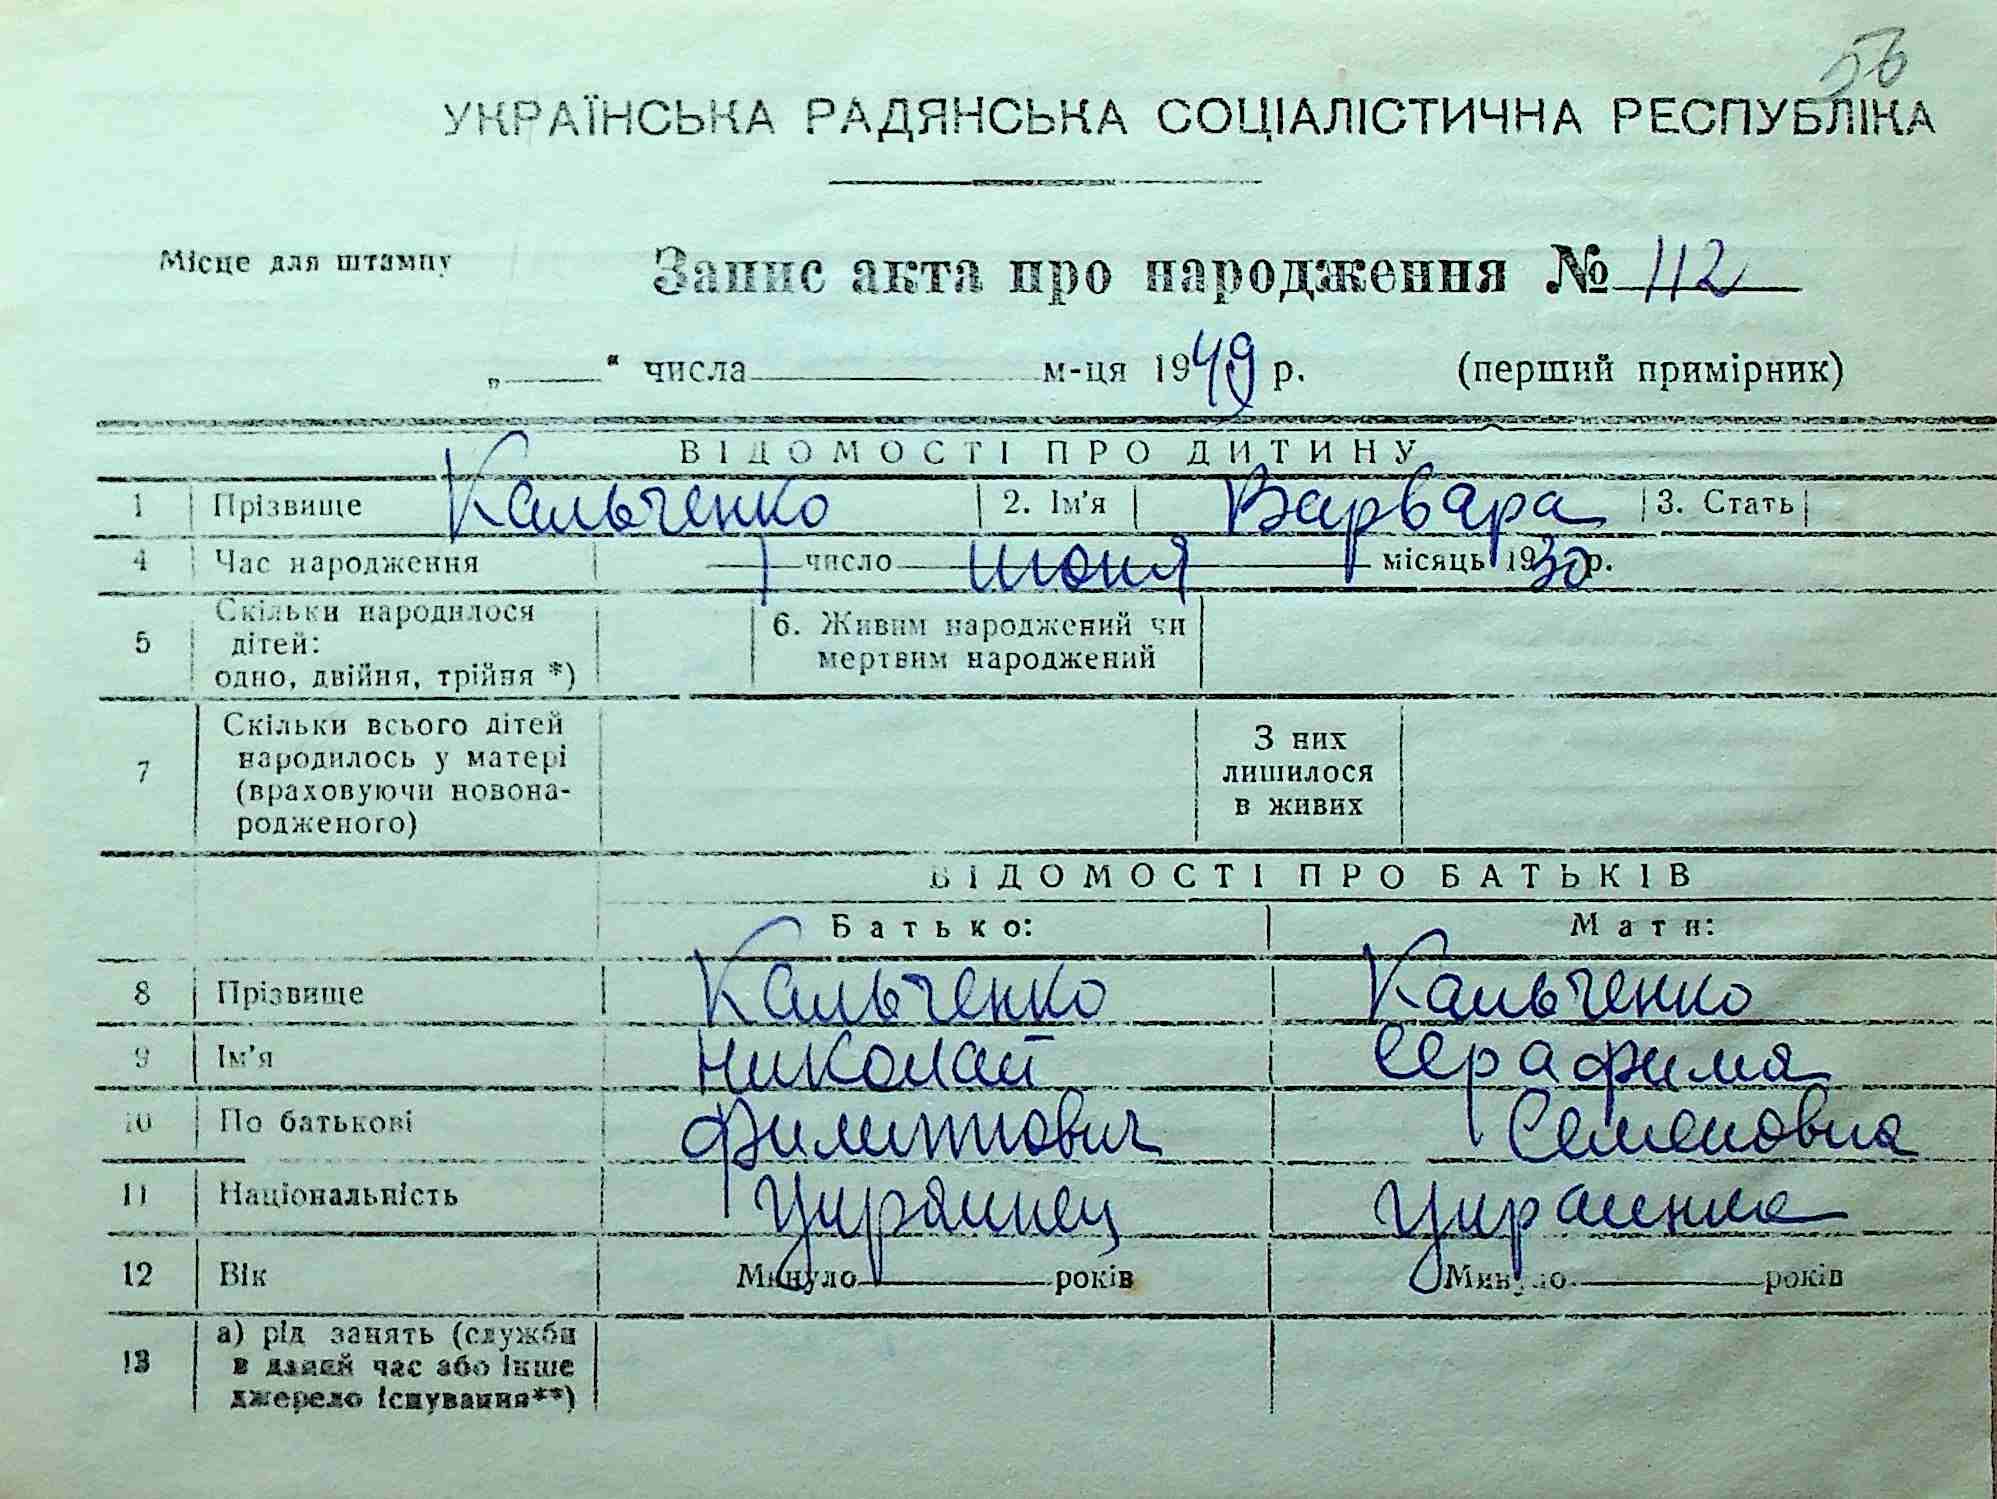 56
УКРАЇНСЬКА РАДЯНСЬКА СОЦІАЛІСТИЧНА РЕСПУБЛІКА
Місце для штампу
Запис акта про народження № 112
„ “ числа м-ця 1949 р. (перший примірник)
ВІДОМОСТІ ПРО ДИТИНУ
1 Прізвище Кальченко 2. Ім'я Варвара 3. Стать
4 Час народження 1 число июня місяць 1930 р.
5 Скільки народилося дітей: одно, двійня, трійня *) 6. Живим народжений чи мертвим народжений
7 Скільки всього дітей народилось у матері (враховуючи новонародженого) З них лишилося в живих
ВІДОМОСТІ ПРО БАТЬКІВ
Батько: Мати:
8 Прізвище Кальченко Кальченко
9 Ім'я Николай Серафима
10 По батькові Филиппович Семеновна
11 Національність Украинец Украинка
12 Вік Минуло років Минуло років
13 а) рід занять (служби в даний час або інше джерело існування**)